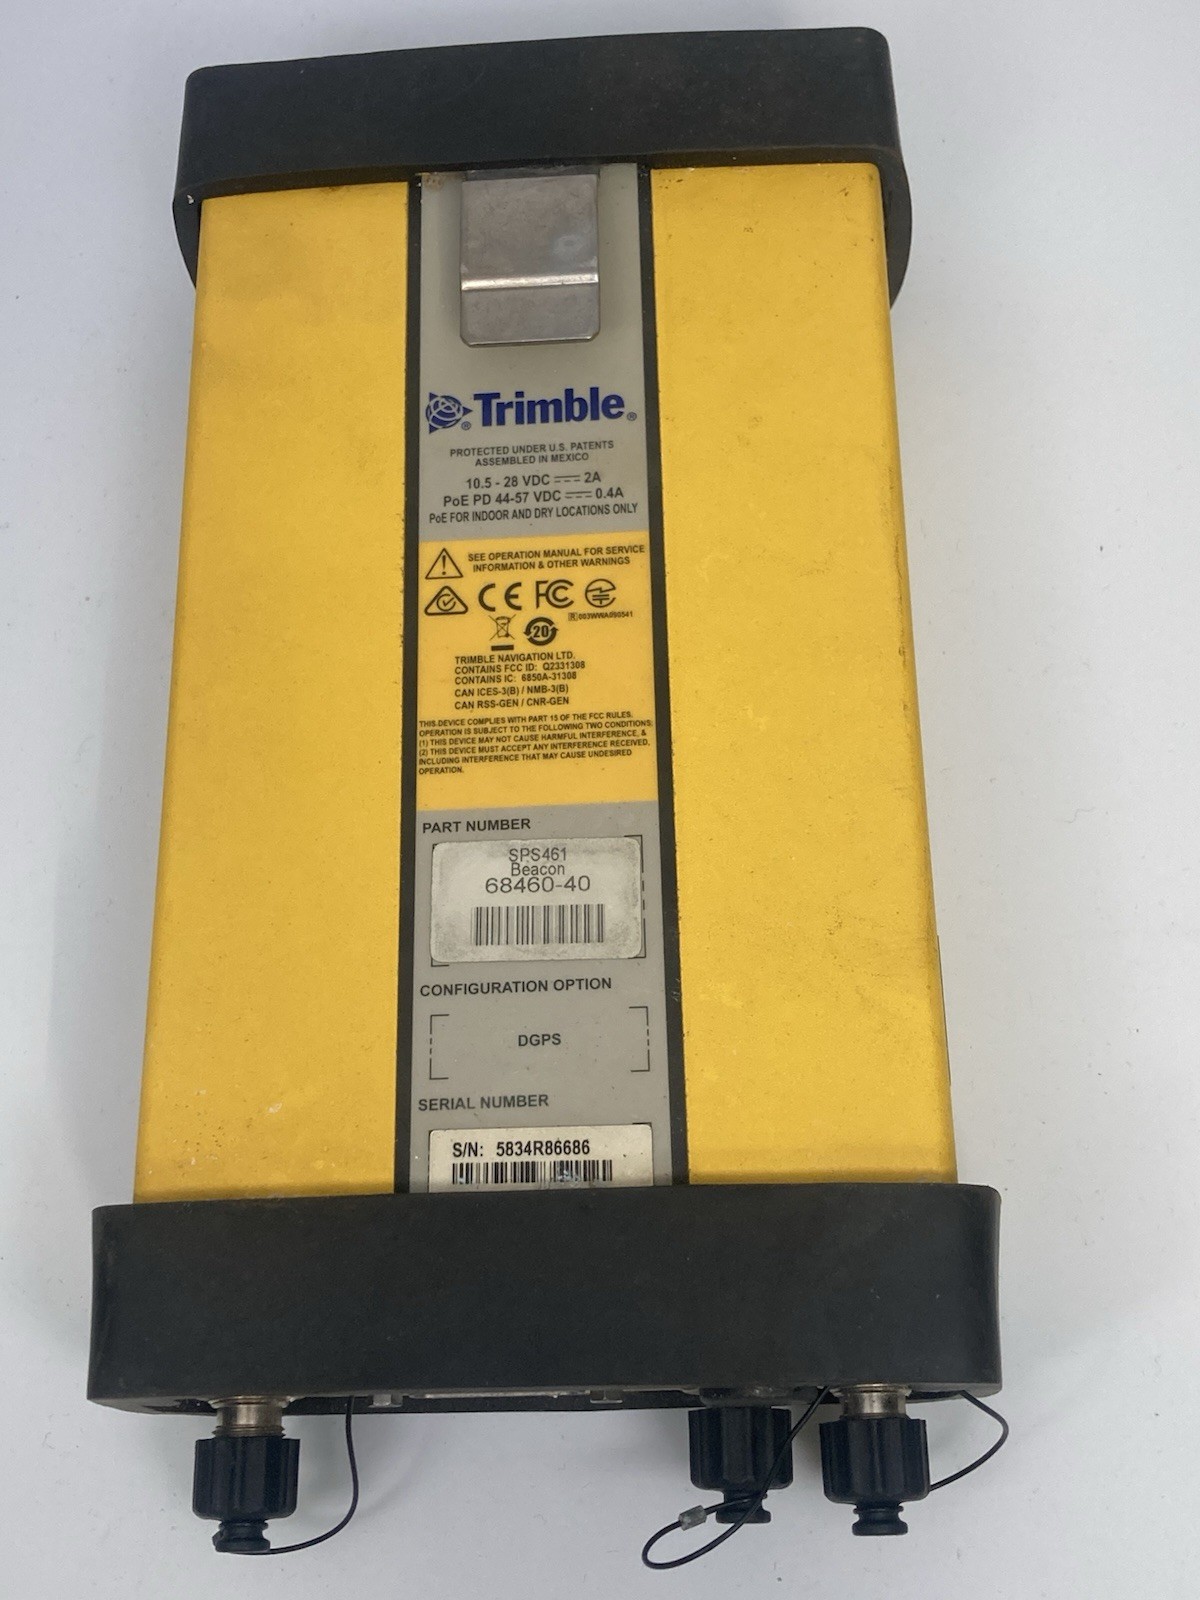 Trimble®
PROTECTED UNDER U.S. PATENTS
ASSEMBLED IN MEXICO
10.5 - 28 VDC 2A
PoE PD 44-57 VDC 0.4A
PoE FOR INDOOR AND DRY LOCATIONS ONLY
SEE OPERATION MANUAL FOR SERVICE
INFORMATION & OTHER WARNINGS
CE FC
R 003WWA090541
20
TRIMBLE NAVIGATION LTD.
CONTAINS FCC ID: Q2331308
CONTAINS IC: 6850A-31308
CAN ICES-3(B) / NMB-3(B)
CAN RSS-GEN / CNR-GEN
THIS DEVICE COMPLIES WITH PART 15 OF THE FCC RULES.
OPERATION IS SUBJECT TO THE FOLLOWING TWO CONDITIONS:
(1) THIS DEVICE MAY NOT CAUSE HARMFUL INTERFERENCE, &
(2) THIS DEVICE MUST ACCEPT ANY INTERFERENCE RECEIVED,
INCLUDING INTERFERENCE THAT MAY CAUSE UNDESIRED
OPERATION.
PART NUMBER
SPS461
Beacon
68460-40
CONFIGURATION OPTION
DGPS
SERIAL NUMBER
S/N: 5834R86686